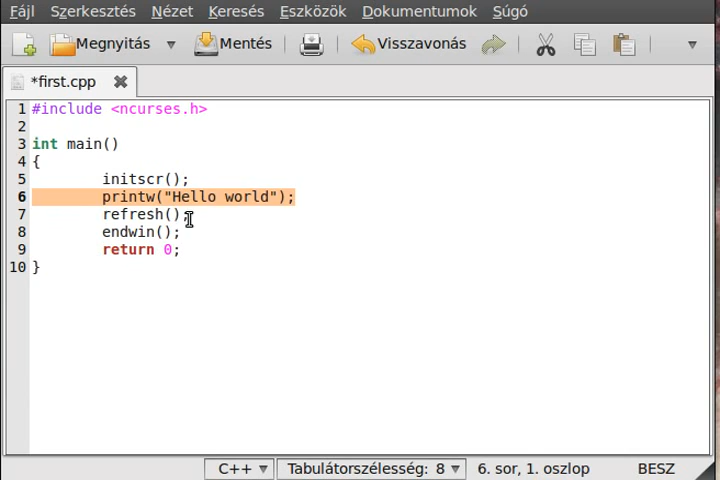 Fájl Szerkesztés Nézet Keresés Eszközök Dokumentumok Súgó
Megnyitás Mentés Visszavonás
*first.cpp
1 #include <ncurses.h>
2
3 int main()
4 {
5 initscr();
6 printw("Hello world");
7 refresh();
8 endwin();
9 return 0;
10 }
C++ Tabulátorszélesség: 8 6. sor, 1. oszlop BESZ